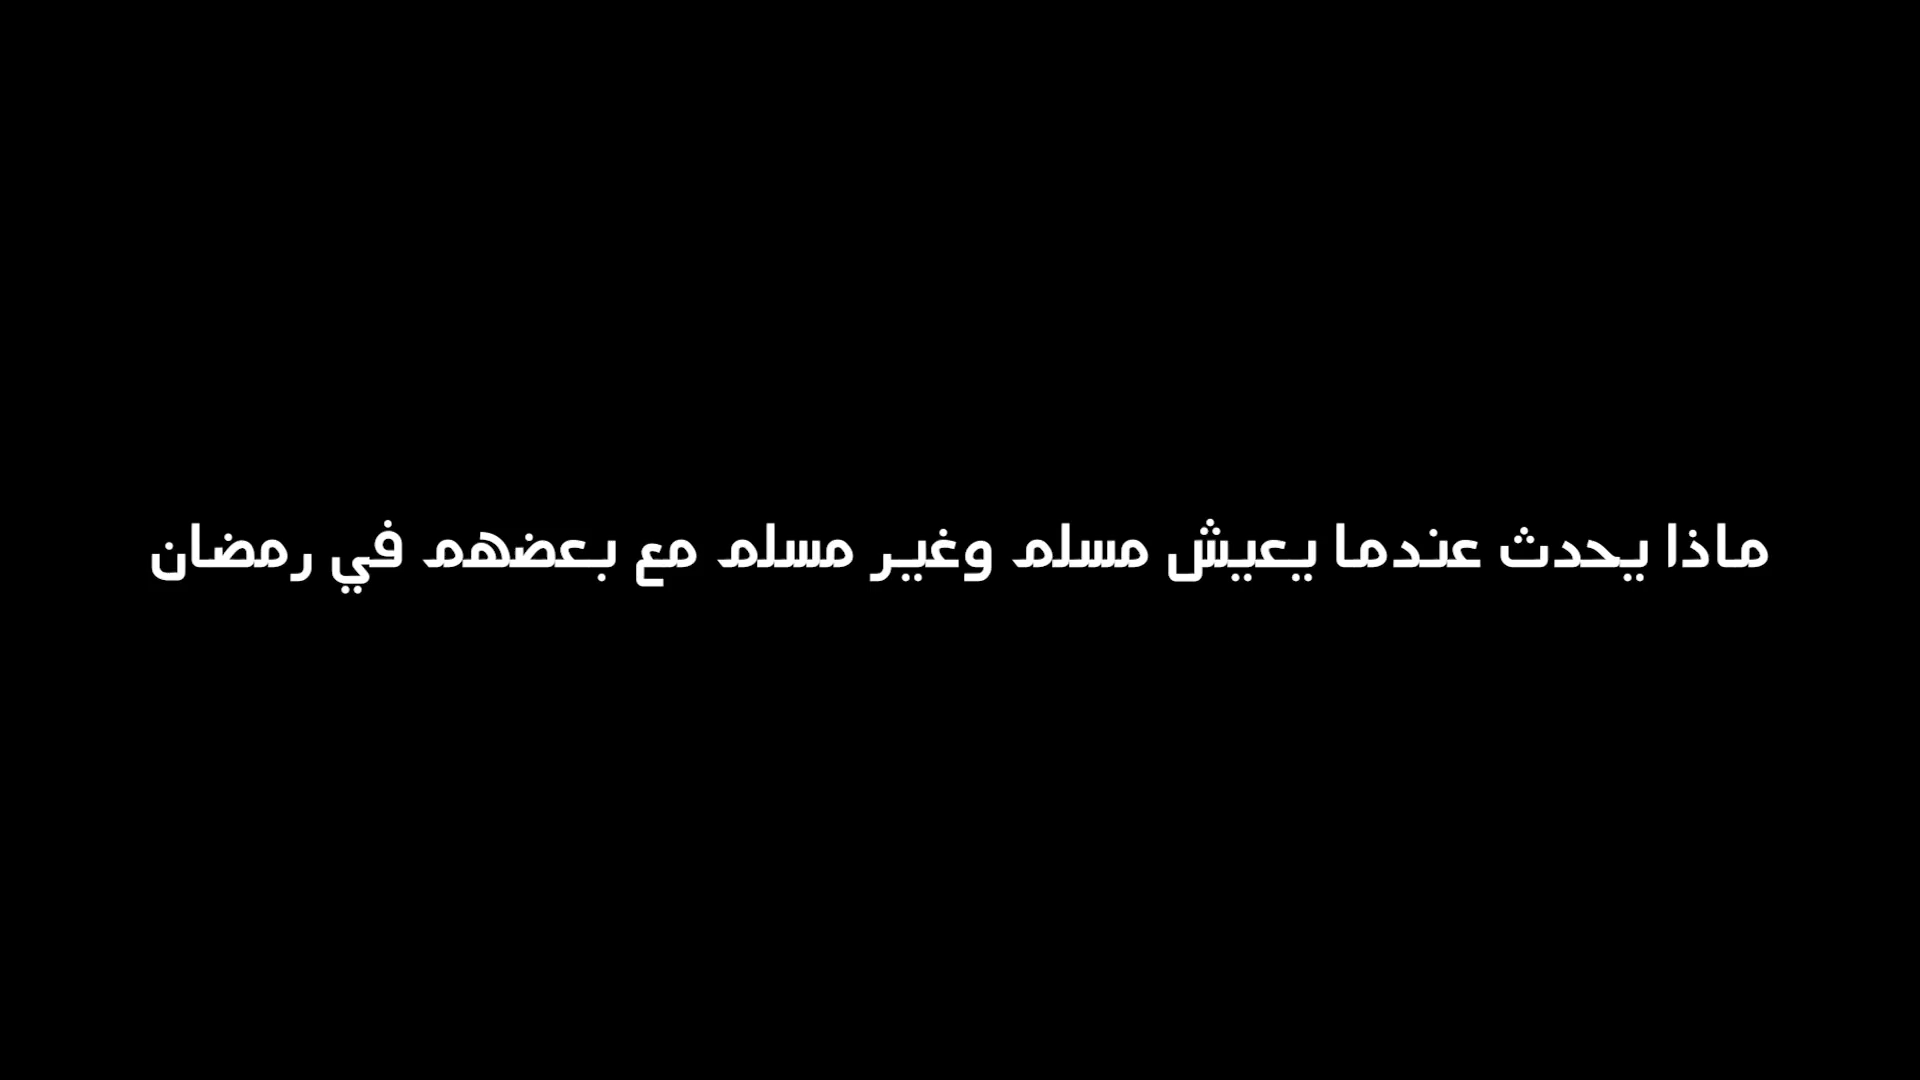 ماذا يحدث عندما يعيش مسلم وغير مسلم مع بعضهم في رمضان